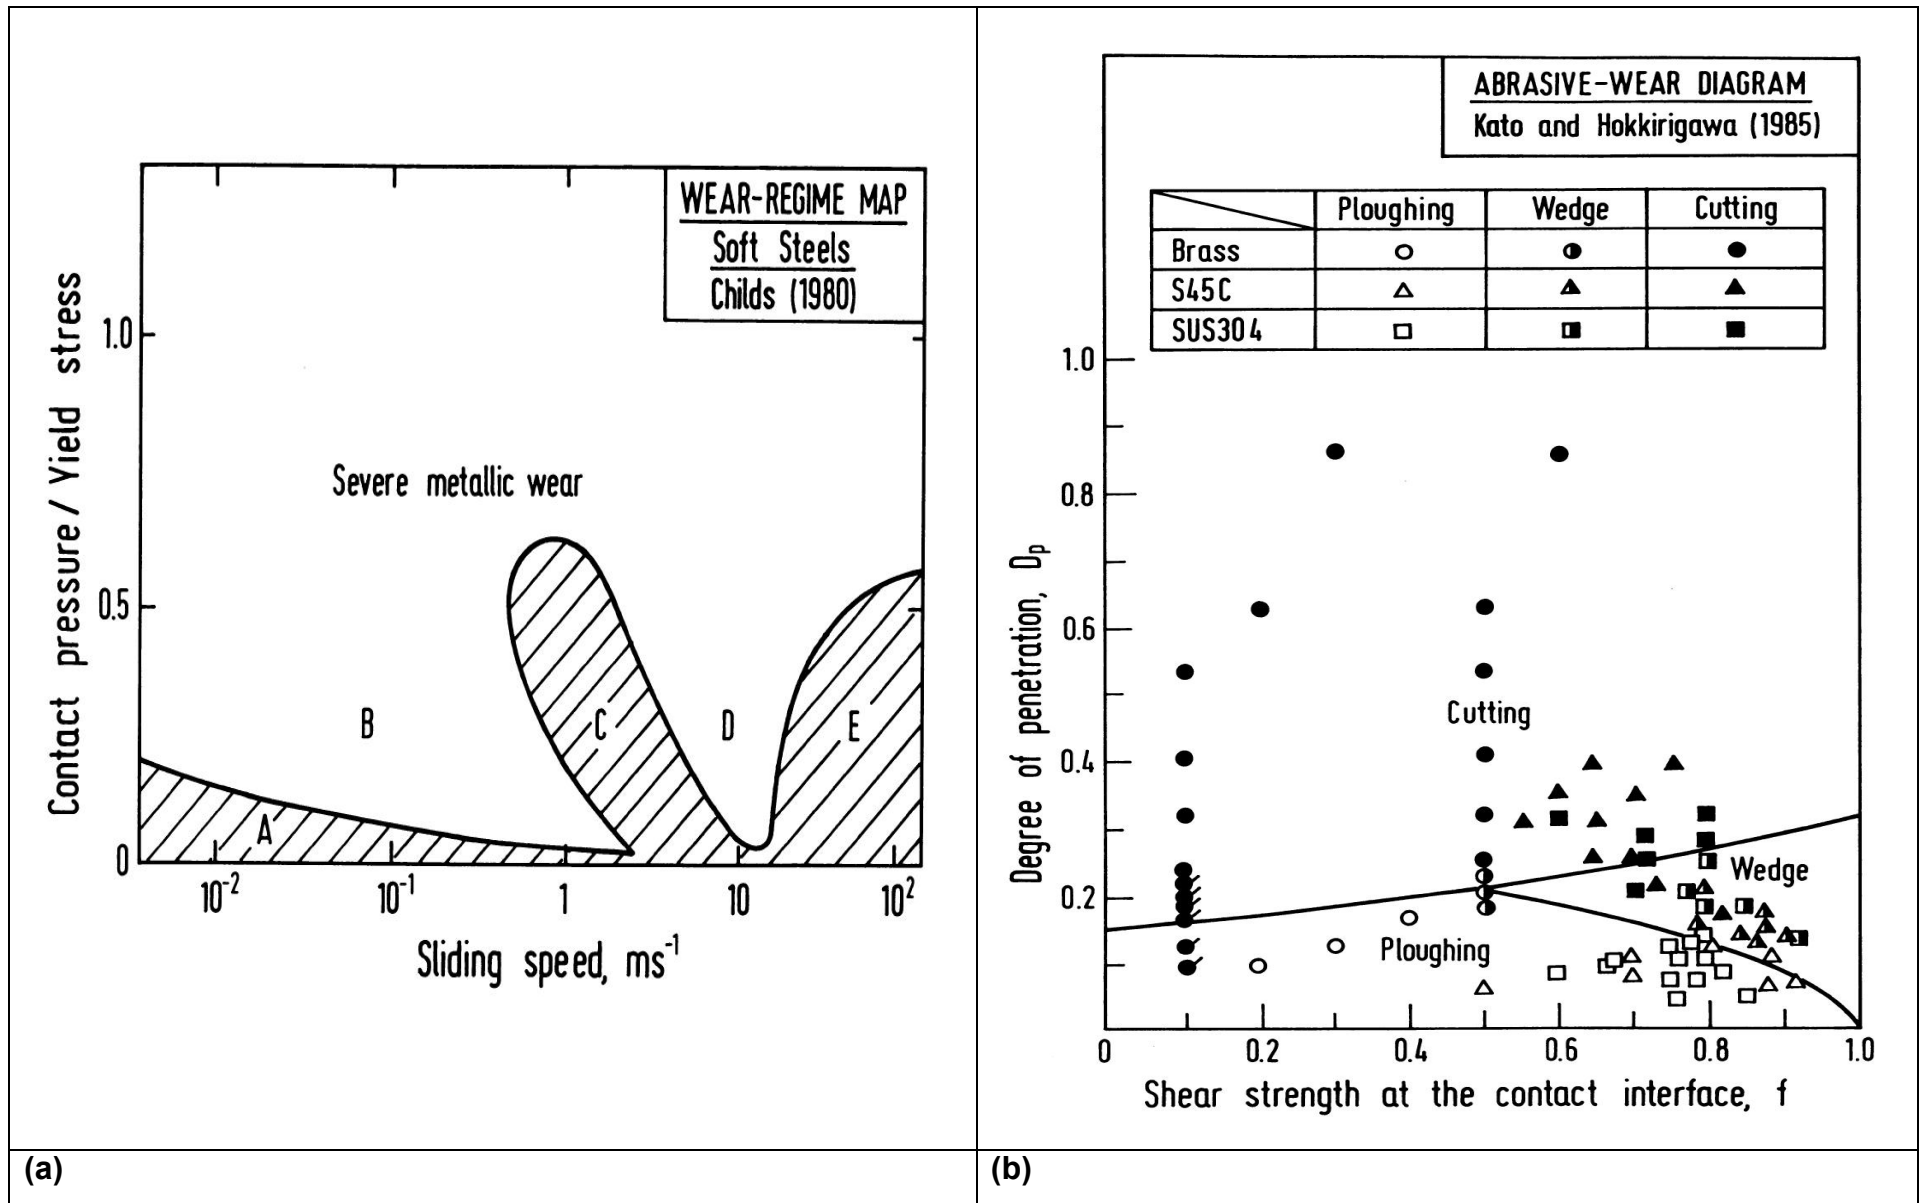 WEAR-REGIME MAP
Soft Steels
Childs (1980)
Contact pressure / Yield stress
1.0
0.5
0
Severe metallic wear
A
B
C
D
E
10⁻² 10⁻¹ 1 10 10²
Sliding speed, ms⁻¹
(a)
ABRASIVE-WEAR DIAGRAM
Kato and Hokkirigawa (1985)
Ploughing Wedge Cutting
Brass
S45C
SUS304
Degree of penetration, Dₚ
1.0
0.8
0.6
0.4
0.2
Cutting
Wedge
Ploughing
0 0.2 0.4 0.6 0.8 1.0
Shear strength at the contact interface, f
(b)